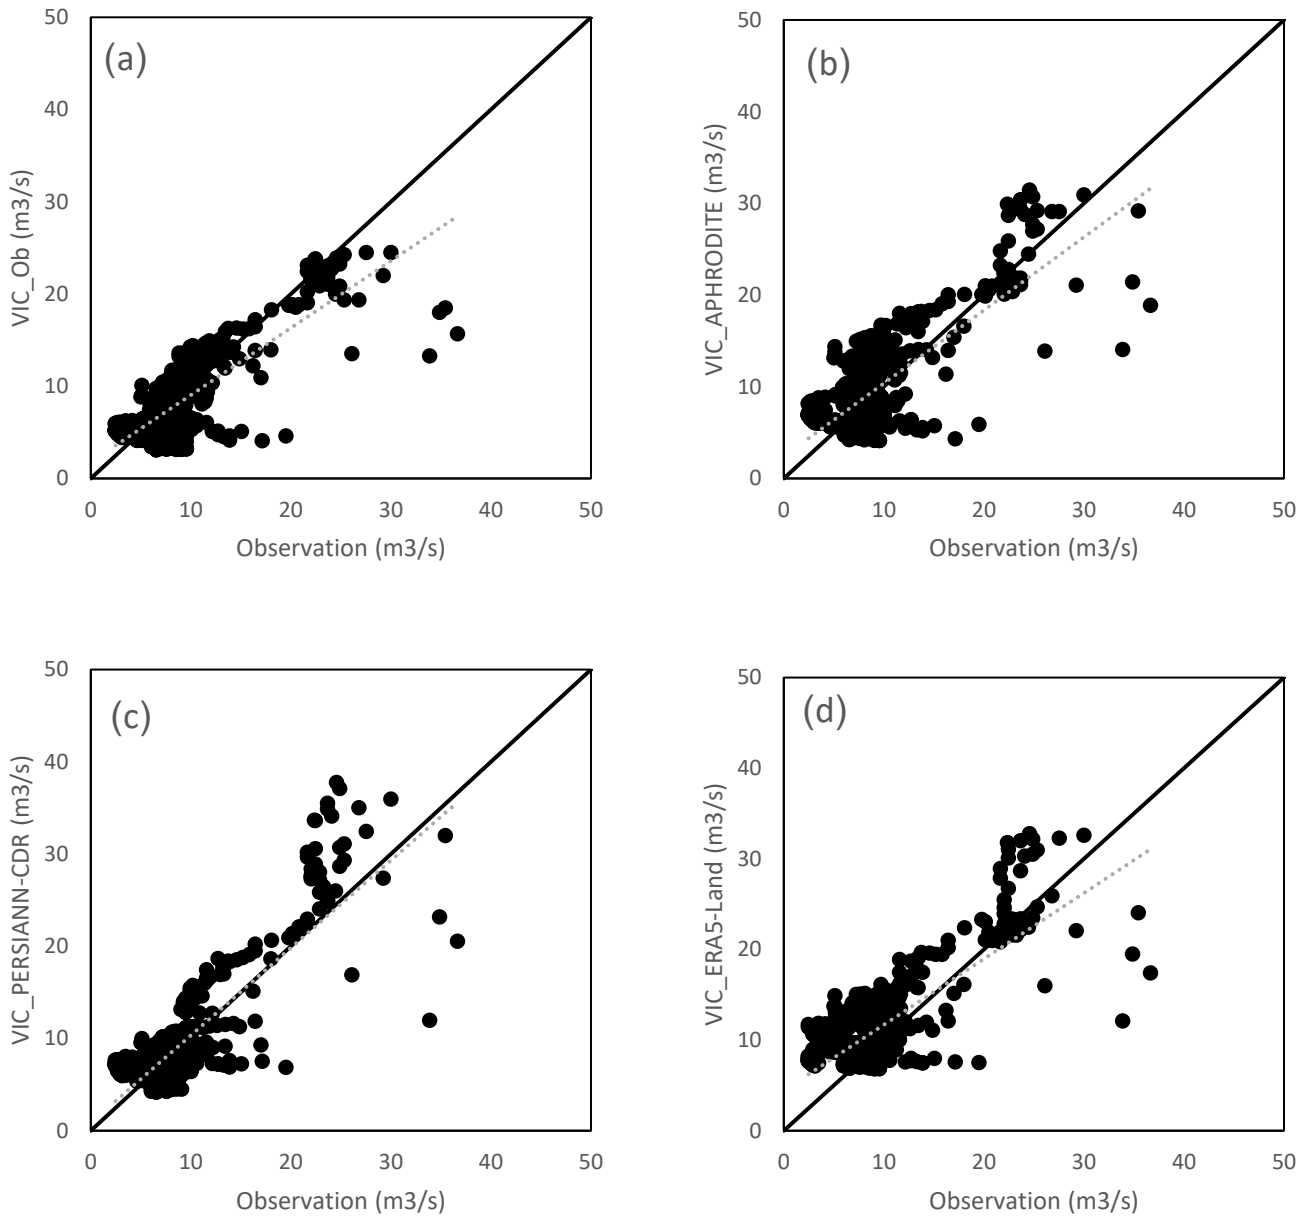 (a)
VIC_Ob (m3/s)
50
40
30
20
10
0
0 10 20 30 40 50
Observation (m3/s)
(b)
VIC_APHRODITE (m3/s)
50
40
30
20
10
0
0 10 20 30 40 50
Observation (m3/s)
(c)
VIC_PERSIANN-CDR (m3/s)
50
40
30
20
10
0
0 10 20 30 40 50
Observation (m3/s)
(d)
VIC_ERA5-Land (m3/s)
50
40
30
20
10
0
0 10 20 30 40 50
Observation (m3/s)